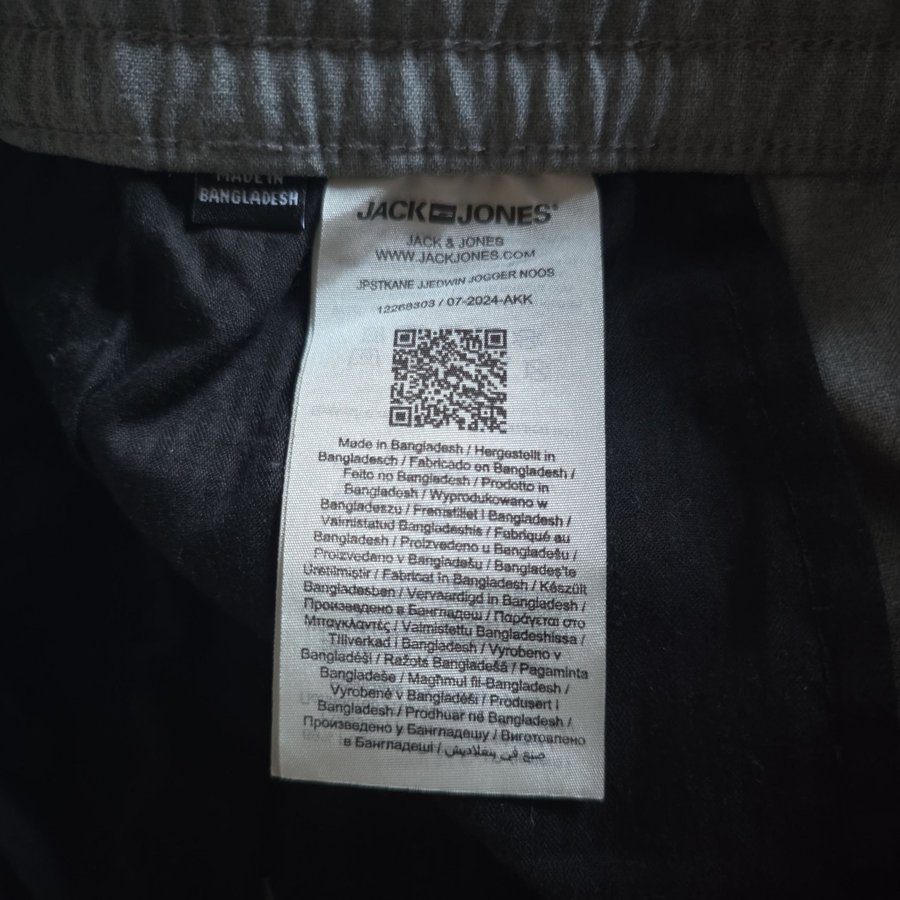 MADE IN
BANGLADESH
JACK & JONES®
JACK & JONES
WWW.JACKJONES.COM
JPSTKANE JJEDWIN JOGGER NOOS
12268303 / 07-2024-AKK
Made in Bangladesh / Hergestellt in
Bangladesch / Fabricado en Bangladesh /
Feito no Bangladesh / Prodotto in
Bangladesh / Wyprodukowano w
Bangladeszu / Fremstillet i Bangladesh /
Valmistatud Bangladeshis / Fabriqué au
Bangladesh / Proizvedeno u Bangladešu /
Proizvedeno v Bangladešu / Bangladeş'te
Üretilmiştir / Fabricat în Bangladesh / Készült
Bangladesben / Vervaardigd in Bangladesh /
Произведено в Бангладеш / Παράγεται στο
Μπαγκλαντές / Valmistettu Bangladeshissa /
Tillverkad i Bangladesh / Vyrobeno v
Bangladéši / Ražots Bangladešā / Pagaminta
Bangladeše / Magħmul fil-Bangladesh /
Vyrobené v Bangladéši / Produsert i
Bangladesh / Prodhuar në Bangladesh /
Произведено у Бангладешу / Виготовлено
в Бангладеші / صنع في بنغلاديش